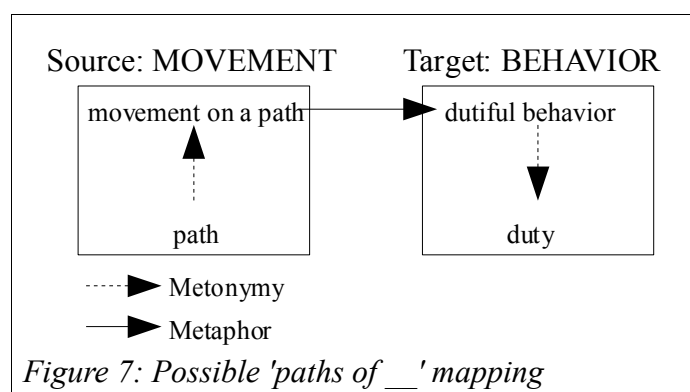 Source: MOVEMENT Target: BEHAVIOR
movement on a path dutiful behavior
path duty
Metonymy
Metaphor
Figure 7: Possible 'paths of __' mapping